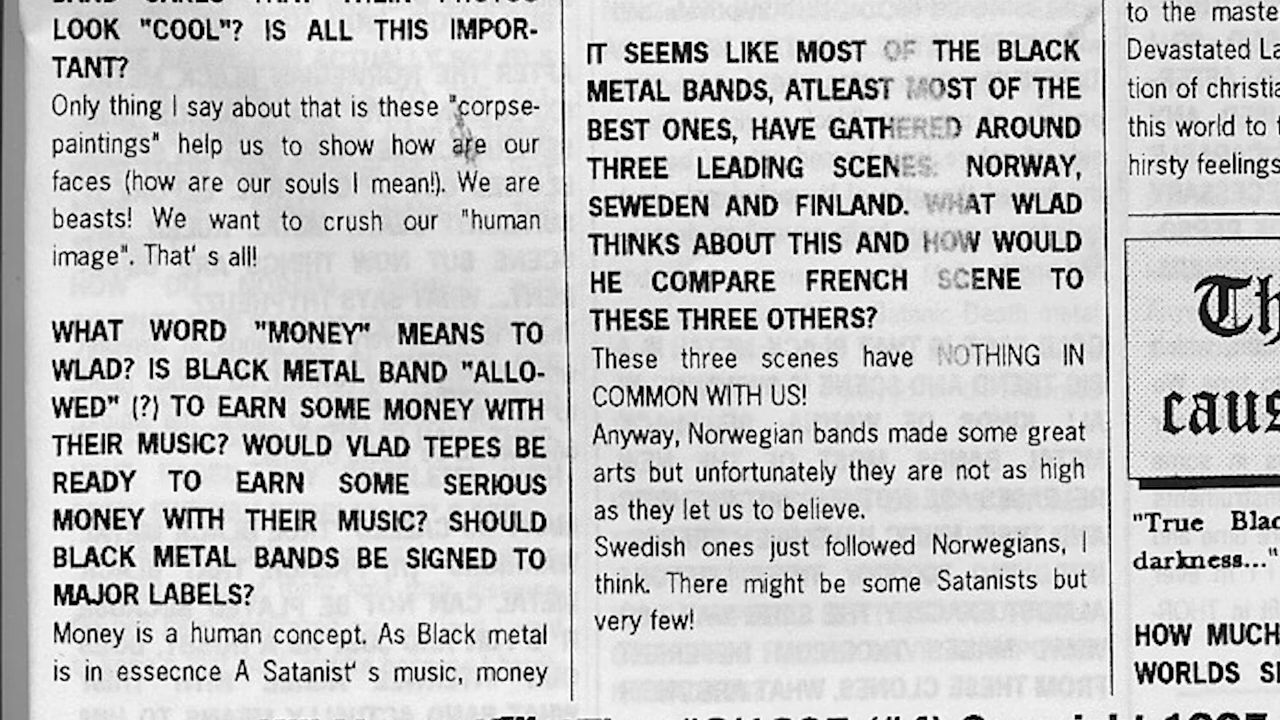 LOOK "COOL"? IS ALL THIS IMPOR-
TANT?
Only thing I say about that is these "corpse-
paintings" help us to show how are our
faces (how are our souls I mean!). We are
beasts! We want to crush our "human
image". That' s all!
WHAT WORD "MONEY" MEANS TO
WLAD? IS BLACK METAL BAND "ALLO-
WED" (?) TO EARN SOME MONEY WITH
THEIR MUSIC? WOULD VLAD TEPES BE
READY TO EARN SOME SERIOUS
MONEY WITH THEIR MUSIC? SHOULD
BLACK METAL BANDS BE SIGNED TO
MAJOR LABELS?
Money is a human concept. As Black metal
is in essecnce A Satanist' s music, money
IT SEEMS LIKE MOST OF THE BLACK
METAL BANDS, ATLEAST MOST OF THE
BEST ONES, HAVE GATHERED AROUND
THREE LEADING SCENES: NORWAY,
SEWEDEN AND FINLAND. WHAT WLAD
THINKS ABOUT THIS AND HOW WOULD
HE COMPARE FRENCH SCENE TO
THESE THREE OTHERS?
These three scenes have NOTHING IN
COMMON WITH US!
Anyway, Norwegian bands made some great
arts but unfortunately they are not as high
as they let us to believe.
Swedish ones just followed Norwegians, I
think. There might be some Satanists but
very few!
to the maste
Devastated La
tion of christia
this world to t
hirsty feelings
Th
caus
"True Blac
darkness..."
HOW MUCH
WORLDS S